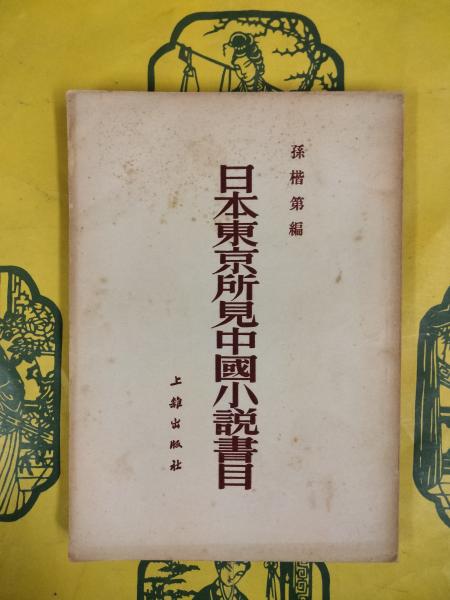 孫楷第編
日本東京所見中國小説書目
上雜出版社